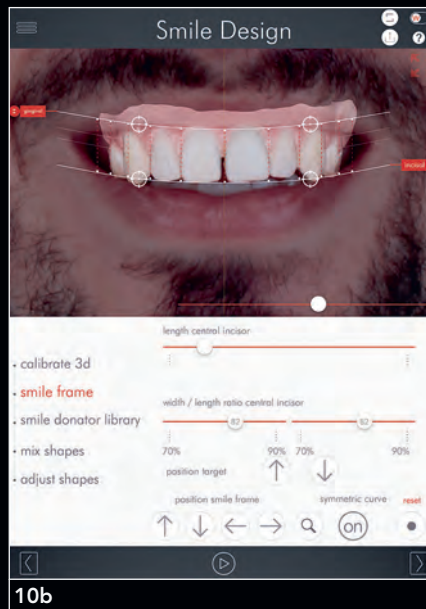 Smile Design
?
gingival
incisal
length central incisor
• calibrate 3d
• smile frame
• smile donator library
• mix shapes
• adjust shapes
width / length ratio central incisor
82 82
70% 90% 70% 90%
position target
position smile frame symmetric curve reset
on
10b